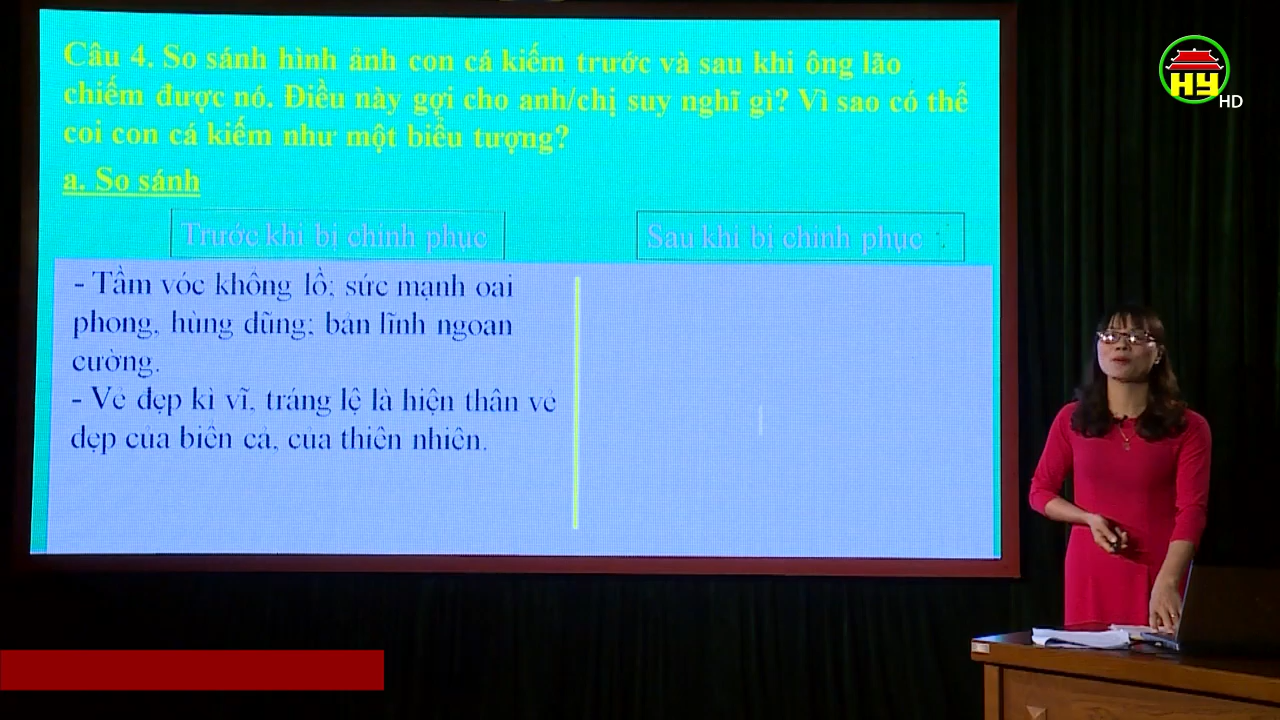 Câu 4. So sánh hình ảnh con cá kiếm trước và sau khi ông lão
chiếm được nó. Điều này gợi cho anh/chị suy nghĩ gì? Vì sao có thể
coi con cá kiếm như một biểu tượng?
a. So sánh
Trước khi bị chinh phục
Sau khi bị chinh phục
- Tầm vóc khổng lồ; sức mạnh oai
phong, hùng dũng; bản lĩnh ngoan
cường.
- Vẻ đẹp kì vĩ, tráng lệ là hiện thân vẻ
đẹp của biển cả, của thiên nhiên.
HY
HD